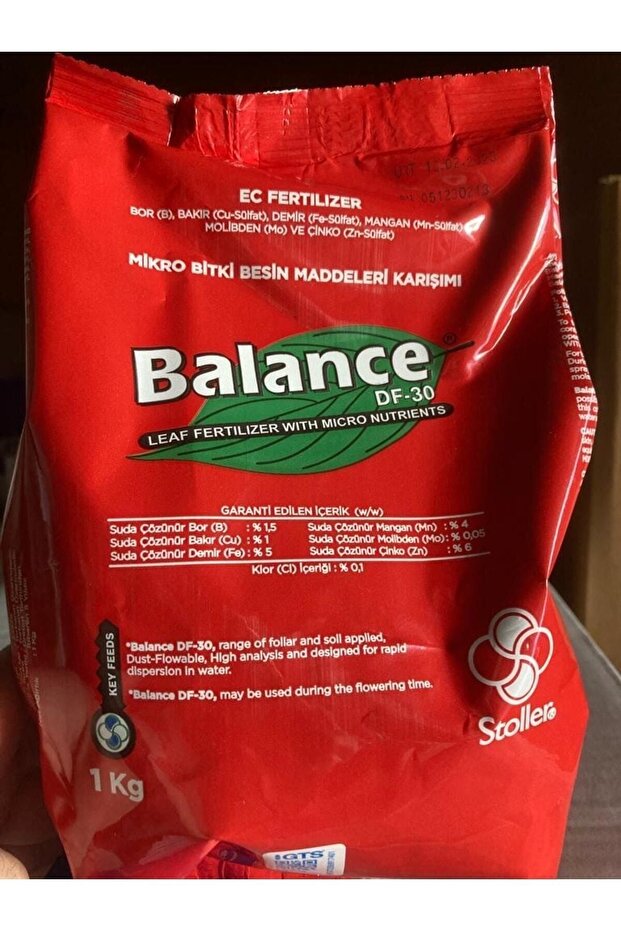 11.02.2023
051230213
EC FERTILIZER
BOR (B), BAKIR (Cu-Sülfat), DEMİR (Fe-Sülfat), MANGAN (Mn-Sülfat)
MOLİBDEN (Mo) VE ÇİNKO (Zn-Sülfat)
MİKRO BİTKİ BESİN MADDELERİ KARIŞIMI
Balance®
DF-30
LEAF FERTILIZER WITH MICRO NUTRIENTS
GARANTİ EDİLEN İÇERİK (w/w)
Suda Çözünür Bor (B) : % 1,5 Suda Çözünür Mangan (Mn) : % 4
Suda Çözünür Bakır (Cu) : % 1 Suda Çözünür Molibden (Mo) : % 0,05
Suda Çözünür Demir (Fe) : % 5 Suda Çözünür Çinko (Zn) : % 6
Klor (Cl) İçeriği : % 0,1
KEY FEEDS
*Balance DF-30, range of foliar and soil applied,
Dust-Flowable, High analysis and designed for rapid
dispersion in water.
*Balance DF-30, may be used during the flowering time.
Stoller®
1 Kg
GTS